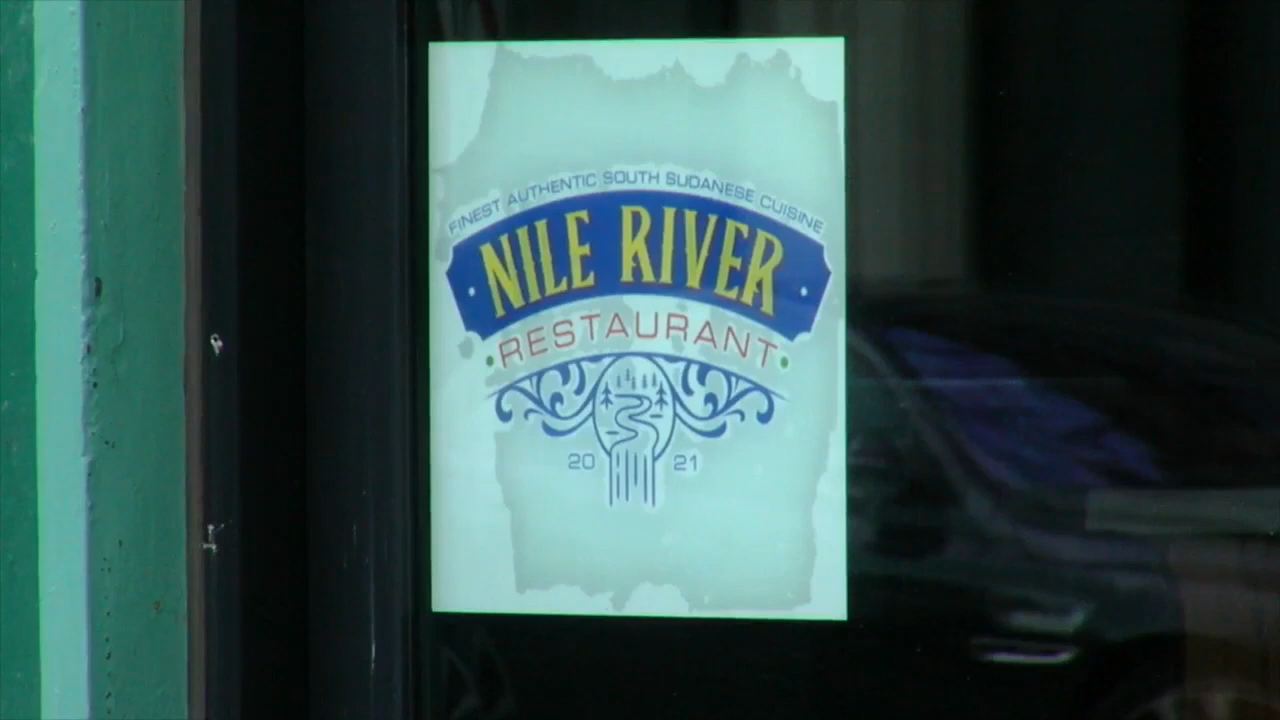 FINEST AUTHENTIC SOUTH SUDANESE CUISINE
NILE RIVER
RESTAURANT
20 21